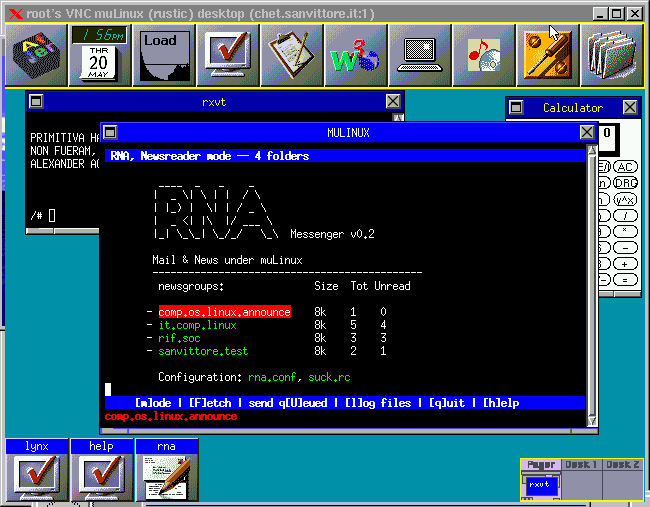 root's VNC muLinux (rustic) desktop (chet.sanvittore.it:1)
AfterStep
1 56PM
THR
20
MAY
Load
W3
rxvt
Calculator
PRIMITIVA HA
NON FUERAM,
ALEXANDER AC
/#
MULINUX
0
RNA, Newsreader mode -- 4 folders
RNA
Messenger v0.2
Mail & News under muLinux
newsgroups: Size Tot Unread
- comp.os.linux.announce 8k 1 0
- it.comp.linux 8k 5 4
- rif.soc 8k 3 3
- sanvittore.test 8k 2 1
Configuration: rna.conf, suck.rc
[m]ode | [F]etch | send q[U]eued | [l]og files | [q]uit | [h]elp
comp.os.linux.announce
AC
DRG
y^x
/
*
-
+
=
lynx
help
rna
Pager
Desk 1
Desk 2
rxvt